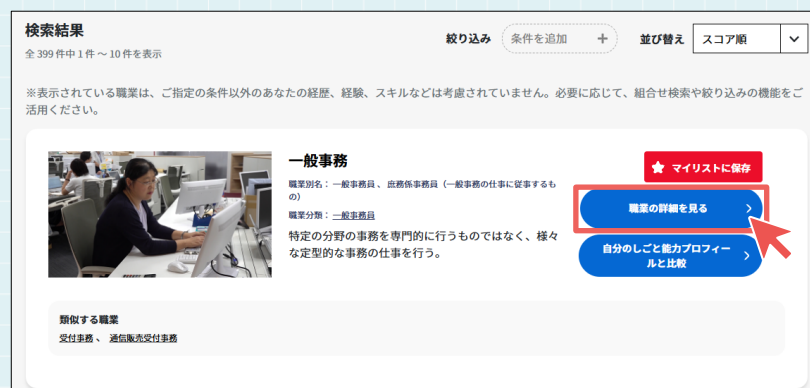 検索結果
絞り込み 条件を追加 + 並び替え スコア順
全 399 件中 1 件 ～ 10 件を表示
※表示されている職業は、ご指定の条件以外のあなたの経歴、経験、スキルなどは考慮されていません。必要に応じて、組合せ検索や絞り込みの機能をご
活用ください。
一般事務
マイリストに保存
職業別名： 一般事務員 、 庶務係事務員（一般事務の仕事に従事するも
の）
職業分類： 一般事務員
職業の詳細を見る
特定の分野の事務を専門的に行うものではなく、様々
な定型的な事務の仕事を行う。
自分のしごと能力プロフィー
ルと比較
類似する職業
受付事務 、 通信販売受付事務